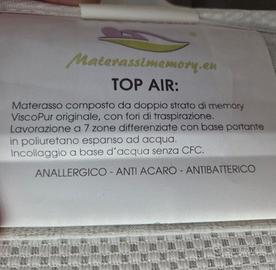 Materassimemory.eu
TOP AIR:
Materasso composto da doppio strato di memory
ViscoPur originale, con fori di traspirazione.
Lavorazione a 7 zone differenziate con base portante
in poliuretano espanso ad acqua.
Incollaggio a base d'acqua senza CFC.
ANALLERGICO - ANTI ACARO - ANTIBATTERICO